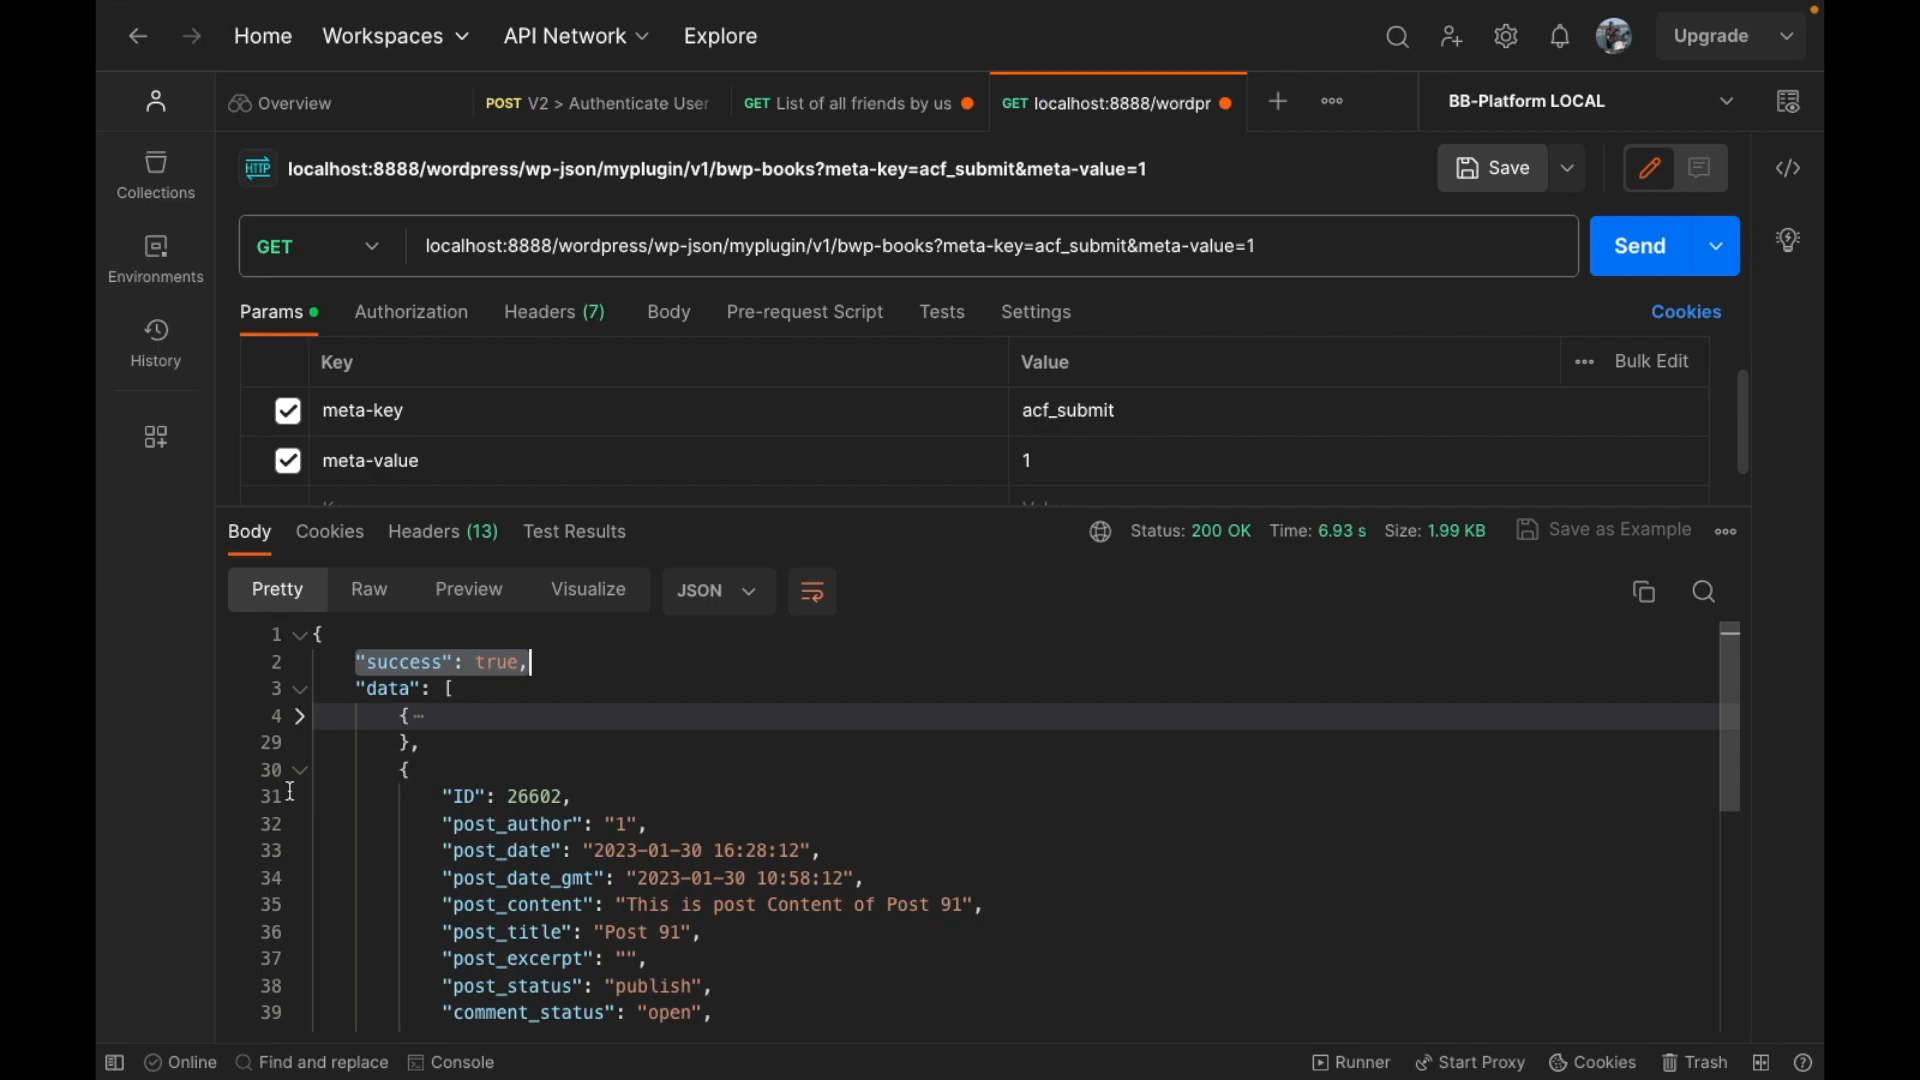 Home Workspaces API Network Explore Upgrade
Overview POST V2 > Authenticate User GET List of all friends by us GET localhost:8888/wordpr BB-Platform LOCAL
HTTP localhost:8888/wordpress/wp-json/myplugin/v1/bwp-books?meta-key=acf_submit&meta-value=1 Save
Collections
GET localhost:8888/wordpress/wp-json/myplugin/v1/bwp-books?meta-key=acf_submit&meta-value=1 Send
Environments
Params Authorization Headers (7) Body Pre-request Script Tests Settings Cookies
History
Key Value Bulk Edit
meta-key acf_submit
meta-value 1
Body Cookies Headers (13) Test Results Status: 200 OK Time: 6.93 s Size: 1.99 KB Save as Example
Pretty Raw Preview Visualize JSON
1 {
2 "success": true,
3 "data": [
4 { ⋯
29 },
30 {
31 "ID": 26602,
32 "post_author": "1",
33 "post_date": "2023-01-30 16:28:12",
34 "post_date_gmt": "2023-01-30 10:58:12",
35 "post_content": "This is post Content of Post 91",
36 "post_title": "Post 91",
37 "post_excerpt": "",
38 "post_status": "publish",
39 "comment_status": "open",
Online Find and replace Console Runner Start Proxy Cookies Trash